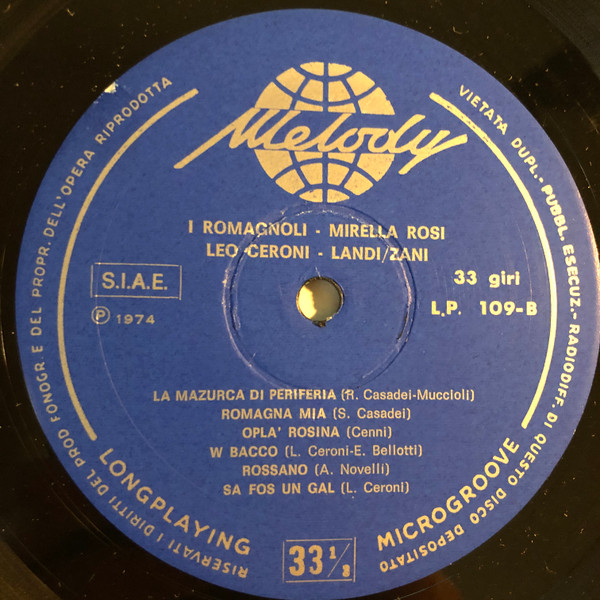 Melody
I ROMAGNOLI - MIRELLA ROSI
LEO CERONI - LANDI/ZANI
S.I.A.E.
Ⓟ 1974
33 giri
L.P. 109-B
LA MAZURCA DI PERIFERIA (R. Casadei-Muccioli)
ROMAGNA MIA (S. Casadei)
OPLA' ROSINA (Cenni)
W BACCO (L. Ceroni-E. Bellotti)
ROSSANO (A. Novelli)
SA FOS UN GAL (L. Ceroni)
LONGPLAYING
33 1/3
MICROGROOVE
RISERVATI I DIRITTI DEL PROD FONOGR. E DEL PROPR. DELL'OPERA RIPRODOTTA
VIETATA DUPL.- PUBBL. ESECUZ.- RADIODIFF. DI QUESTO DISCO DEPOSITATO